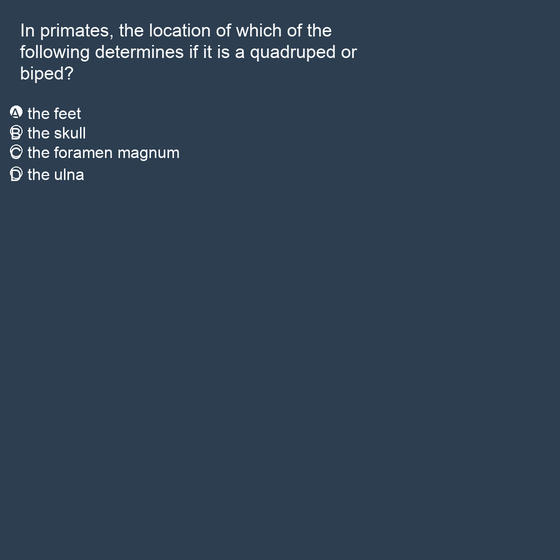 In primates, the location of which of the
following determines if it is a quadruped or
biped?
A the feet
B the skull
C the foramen magnum
D the ulna